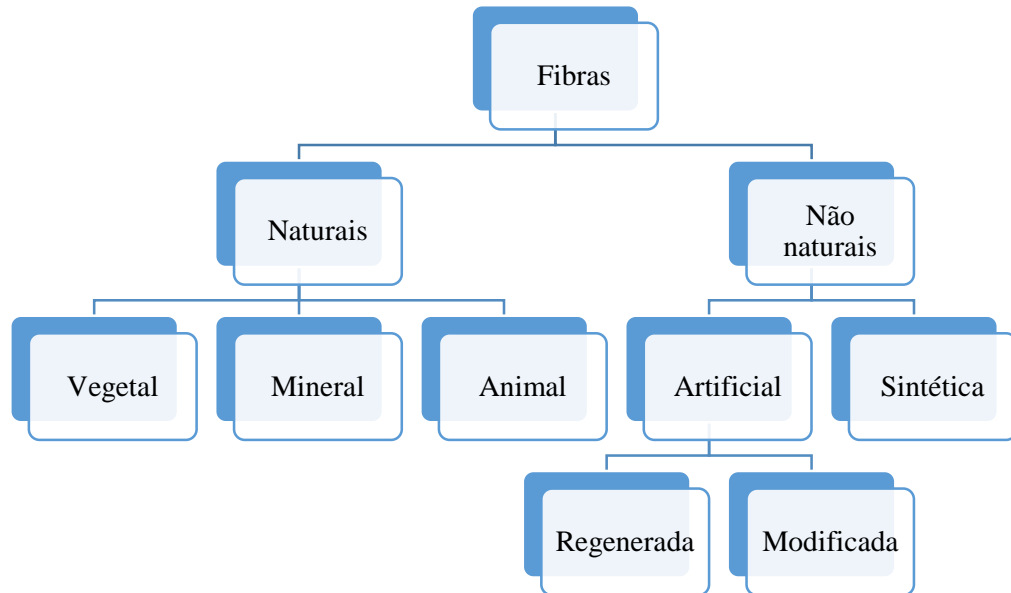 Fibras
Naturais
Não
naturais
Vegetal
Mineral
Animal
Artificial
Sintética
Regenerada
Modificada